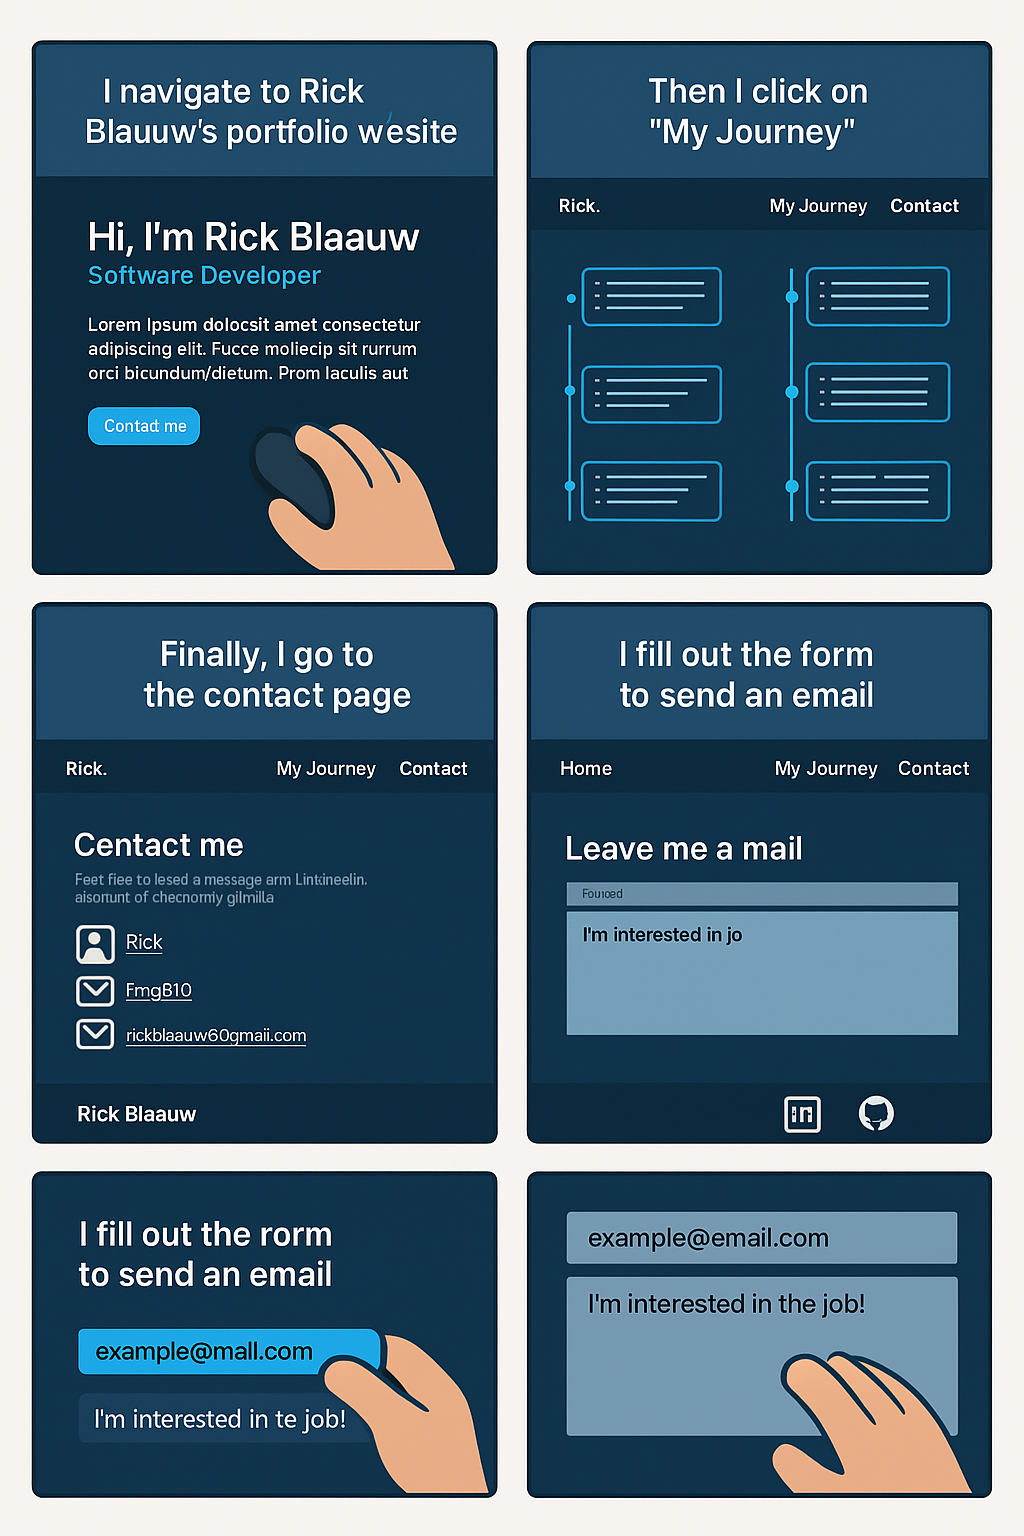 I navigate to Rick
Blauuw's portfolio wesite
Hi, I'm Rick Blaauw
Software Developer
Lorem Ipsum dolocsit amet consectetur
adipiscing elit. Fucce moliecip sit rurrum
orci bicundum/dietum. Prom laculis aut
Contad me
Then I click on
"My Journey"
Rick. My Journey Contact
Finally, I go to
the contact page
Rick. My Journey Contact
Centact me
Feet fiee to lesed a message arm Linkineelin.
aisortunt of checnomiy gilmilla
Rick
FmgB10
rickblaauw60gmaii.com
Rick Blaauw
I fill out the form
to send an email
Home My Journey Contact
Leave me a mail
I'm interested in jo
in
I fill out the rorm
to send an email
example@mall.com
I'm interested in te job!
example@email.com
I'm interested in the job!